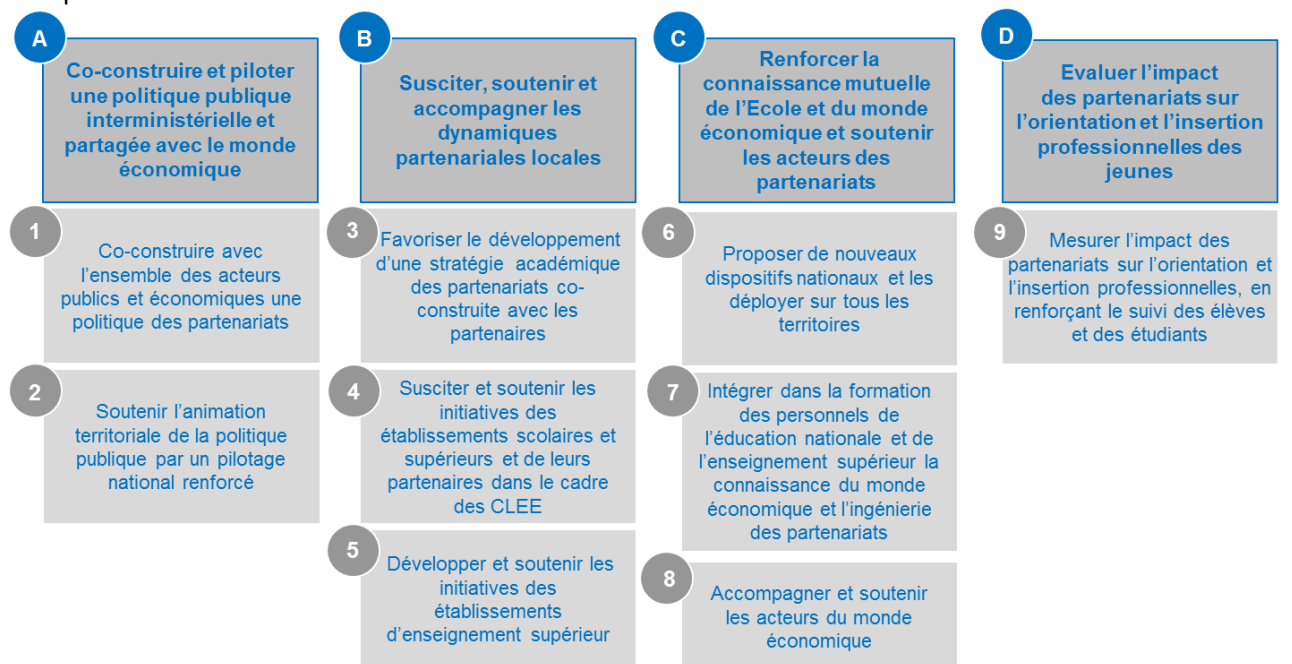 A
Co-construire et piloter
une politique publique
interministérielle et
partagée avec le monde
économique
1
Co-construire avec
l'ensemble des acteurs
publics et économiques une
politique des partenariats
2
Soutenir l'animation
territoriale de la politique
publique par un pilotage
national renforcé
B
Susciter, soutenir et
accompagner les
dynamiques
partenariales locales
3
Favoriser le développement
d'une stratégie académique
des partenariats co-
construite avec les
partenaires
4
Susciter et soutenir les
initiatives des
établissements scolaires et
supérieurs et de leurs
partenaires dans le cadre
des CLEE
5
Développer et soutenir les
initiatives des
établissements
d'enseignement supérieur
C
Renforcer la
connaissance mutuelle
de l'Ecole et du monde
économique et soutenir
les acteurs des
partenariats
6
Proposer de nouveaux
dispositifs nationaux et les
déployer sur tous les
territoires
7
Intégrer dans la formation
des personnels de
l'éducation nationale et de
l'enseignement supérieur la
connaissance du monde
économique et l'ingénierie
des partenariats
8
Accompagner et soutenir
les acteurs du monde
économique
D
Evaluer l'impact
des partenariats sur
l'orientation et l'insertion
professionnelles des
jeunes
9
Mesurer l'impact des
partenariats sur l'orientation et
l'insertion professionnelles, en
renforçant le suivi des élèves
et des étudiants